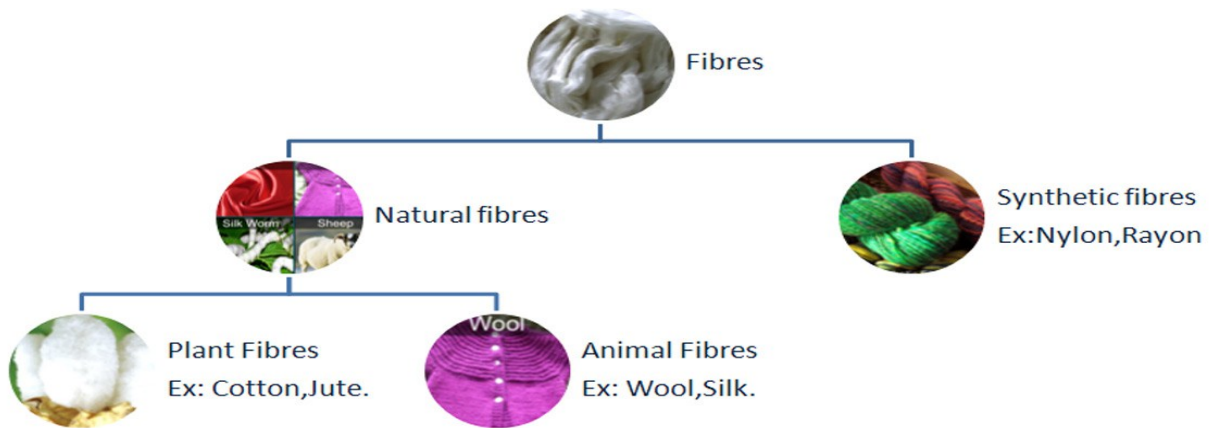 Fibres
Natural fibres
Silk Worm
Sheep
Synthetic fibres
Ex:Nylon,Rayon
Plant Fibres
Ex: Cotton,Jute.
Wool
Animal Fibres
Ex: Wool,Silk.